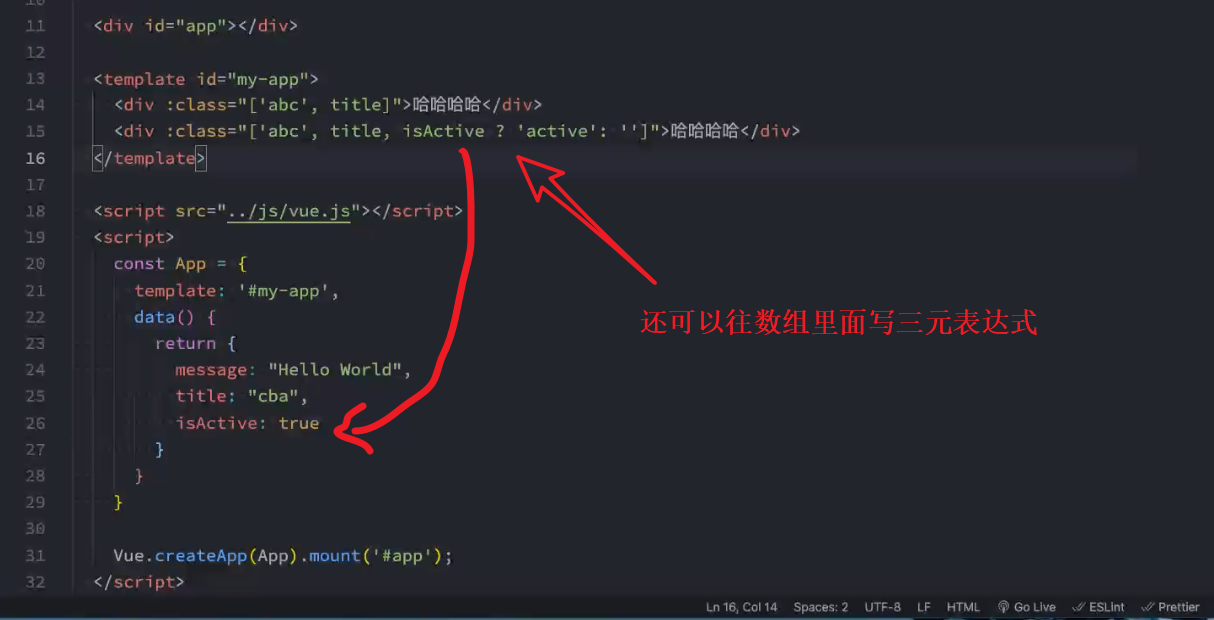 11 <div id="app"></div>
12
13 <template id="my-app">
14 <div :class="['abc', title]">哈哈哈哈</div>
15 <div :class="['abc', title, isActive ? 'active': '']">哈哈哈哈</div>
16 </template>
17
18 <script src="../js/vue.js"></script>
19 <script>
20 const App = {
21 template: '#my-app',
还可以往数组里面写三元表达式
22 data() {
23 return {
24 message: "Hello World",
25 title: "cba",
26 isActive: true
27 }
28 }
29 }
30
31 Vue.createApp(App).mount('#app');
32 </script>
Ln 16, Col 14 Spaces: 2 UTF-8 LF HTML Go Live ESLint Prettier